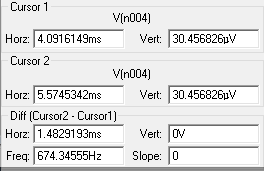 Cursor 1
V(n004)
Horz: 4.0916149ms Vert: 30.456826µV
Cursor 2
V(n004)
Horz: 5.5745342ms Vert: 30.456826µV
Diff (Cursor2 - Cursor1)
Horz: 1.4829193ms Vert: 0V
Freq: 674.34555Hz Slope: 0